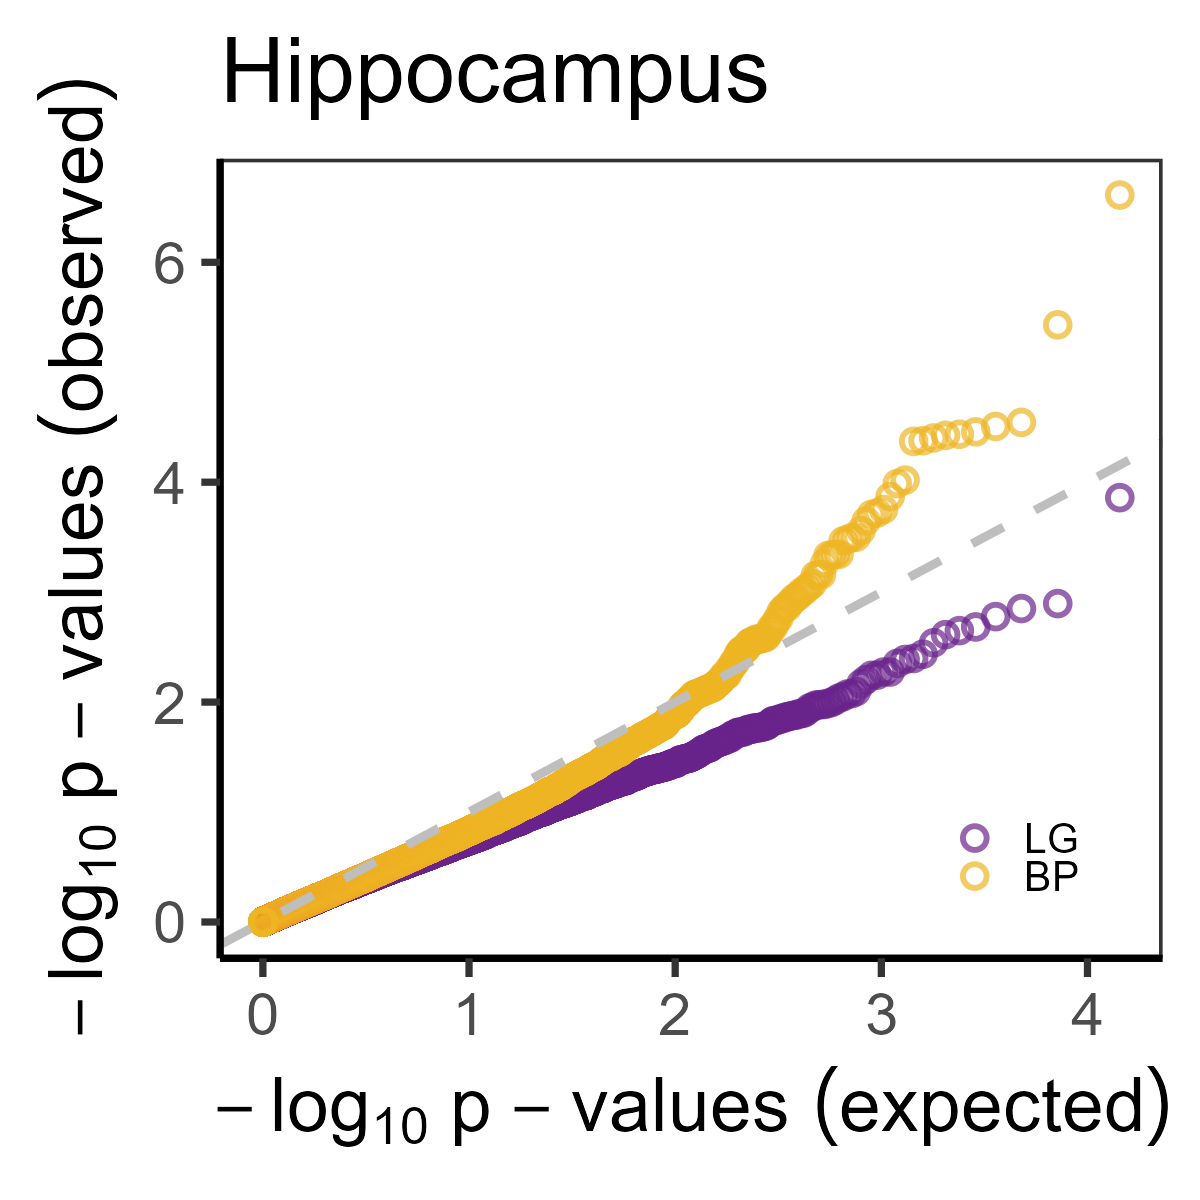 Hippocampus
− log10 p − values (observed)
6
4
2
0
LG
BP
0 1 2 3 4
− log10 p − values (expected)